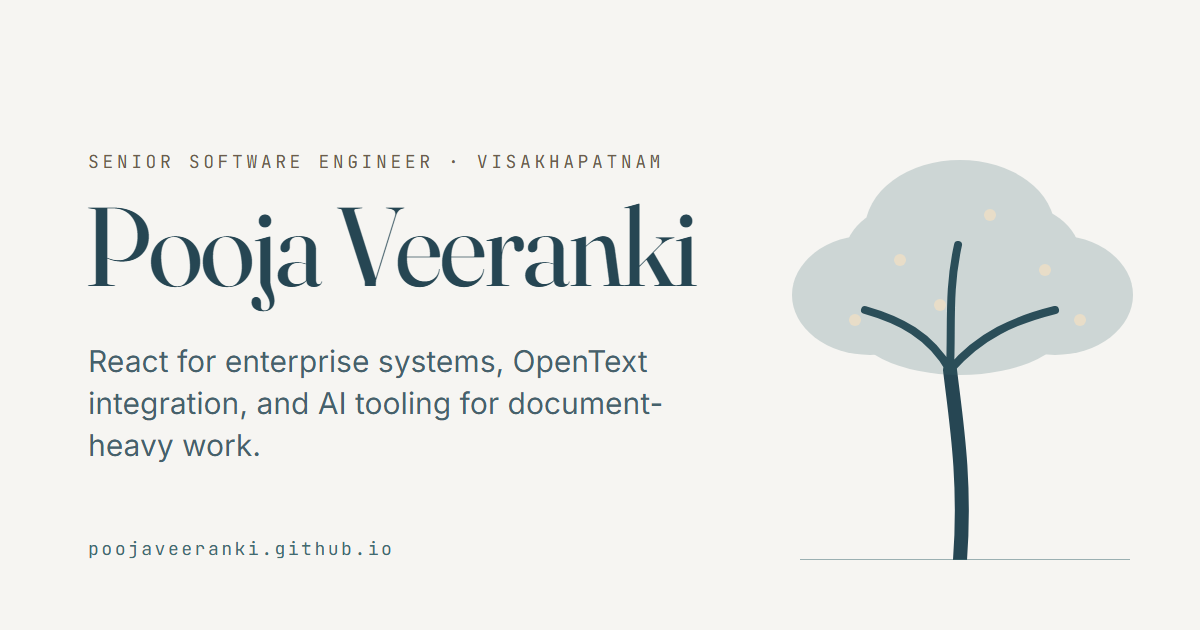 SENIOR SOFTWARE ENGINEER · VISAKHAPATNAM
Pooja Veeranki
React for enterprise systems, OpenText
integration, and AI tooling for document-
heavy work.
poojaveeranki.github.io